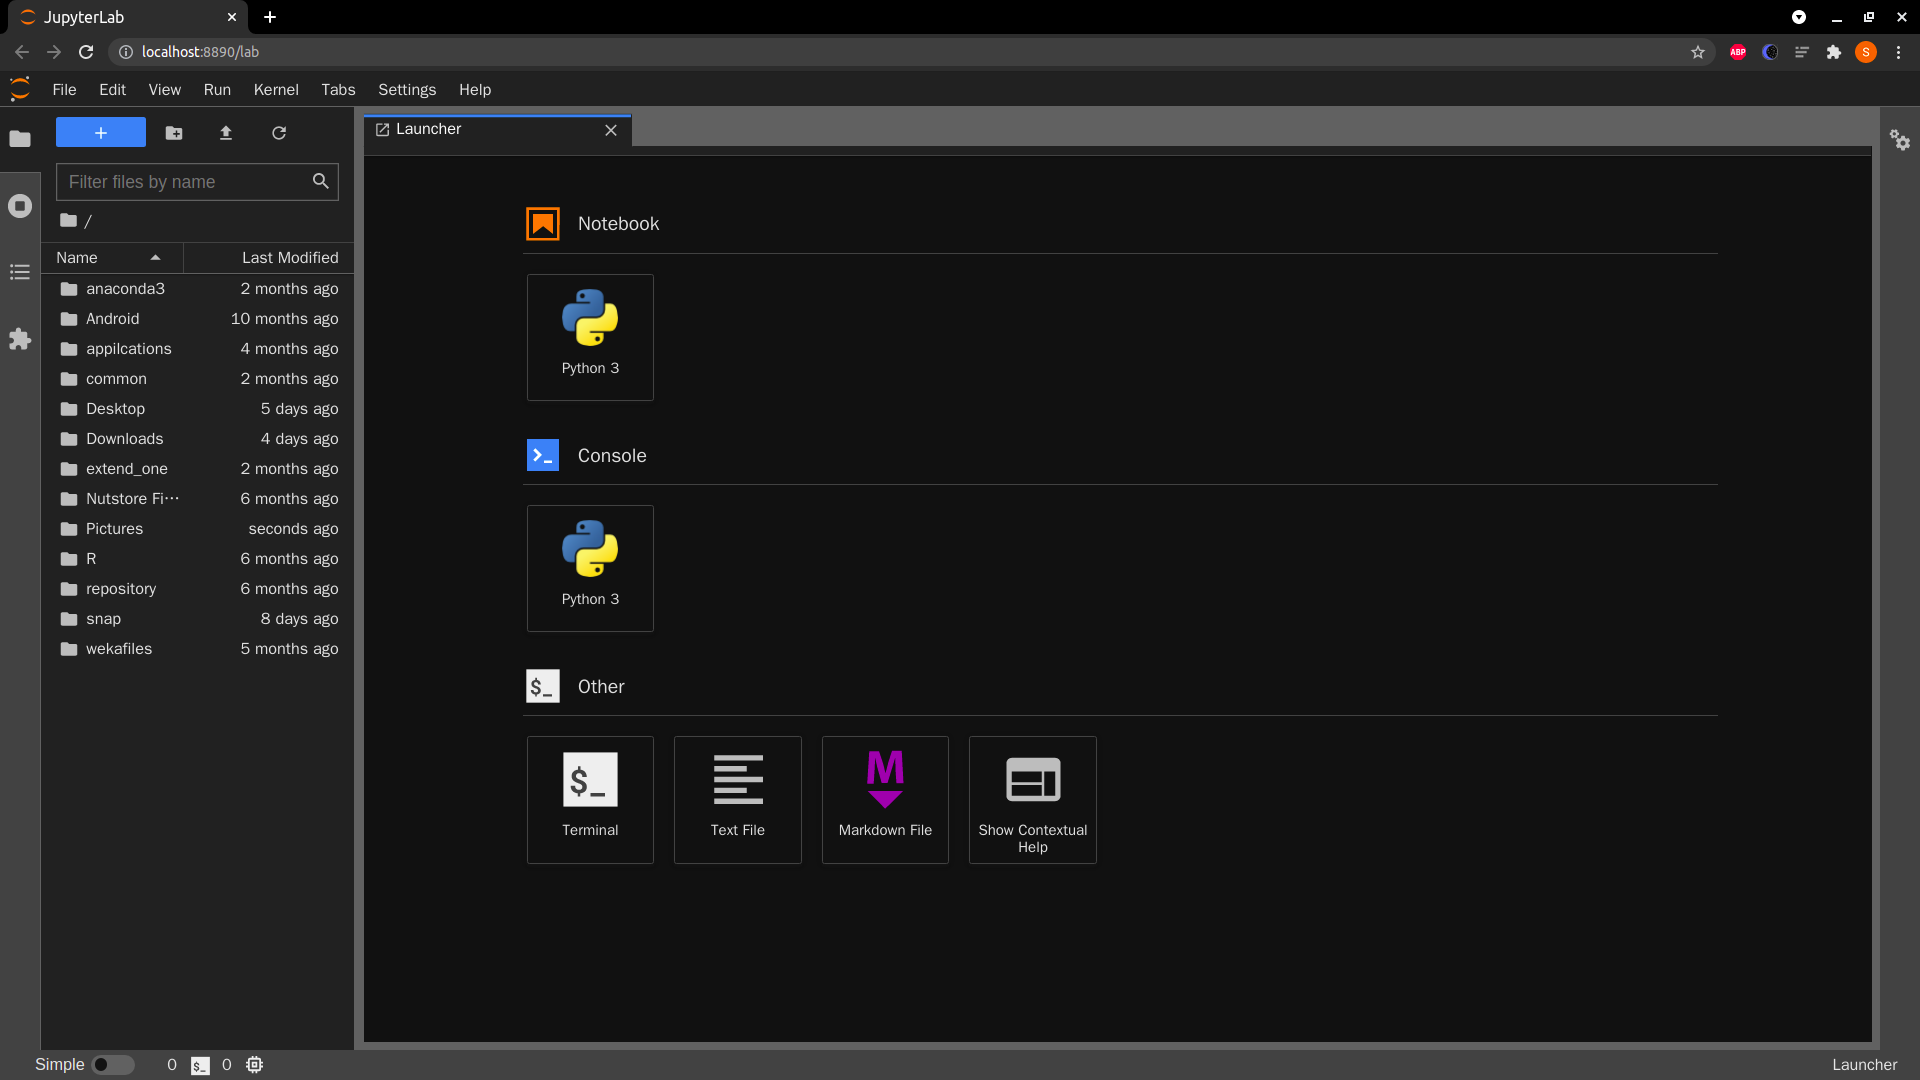 JupyterLab
localhost:8890/lab
ABP
S
File Edit View Run Kernel Tabs Settings Help
Launcher
Filter files by name
/
Name Last Modified
anaconda3 2 months ago
Android 10 months ago
appilcations 4 months ago
common 2 months ago
Desktop 5 days ago
Downloads 4 days ago
extend_one 2 months ago
Nutstore Fi··· 6 months ago
Pictures seconds ago
R 6 months ago
repository 6 months ago
snap 8 days ago
wekafiles 5 months ago
Notebook
Python 3
Console
Python 3
$_ Other
$_
M
Terminal
Text File
Markdown File
Show Contextual
Help
Simple 0 $_ 0
Launcher